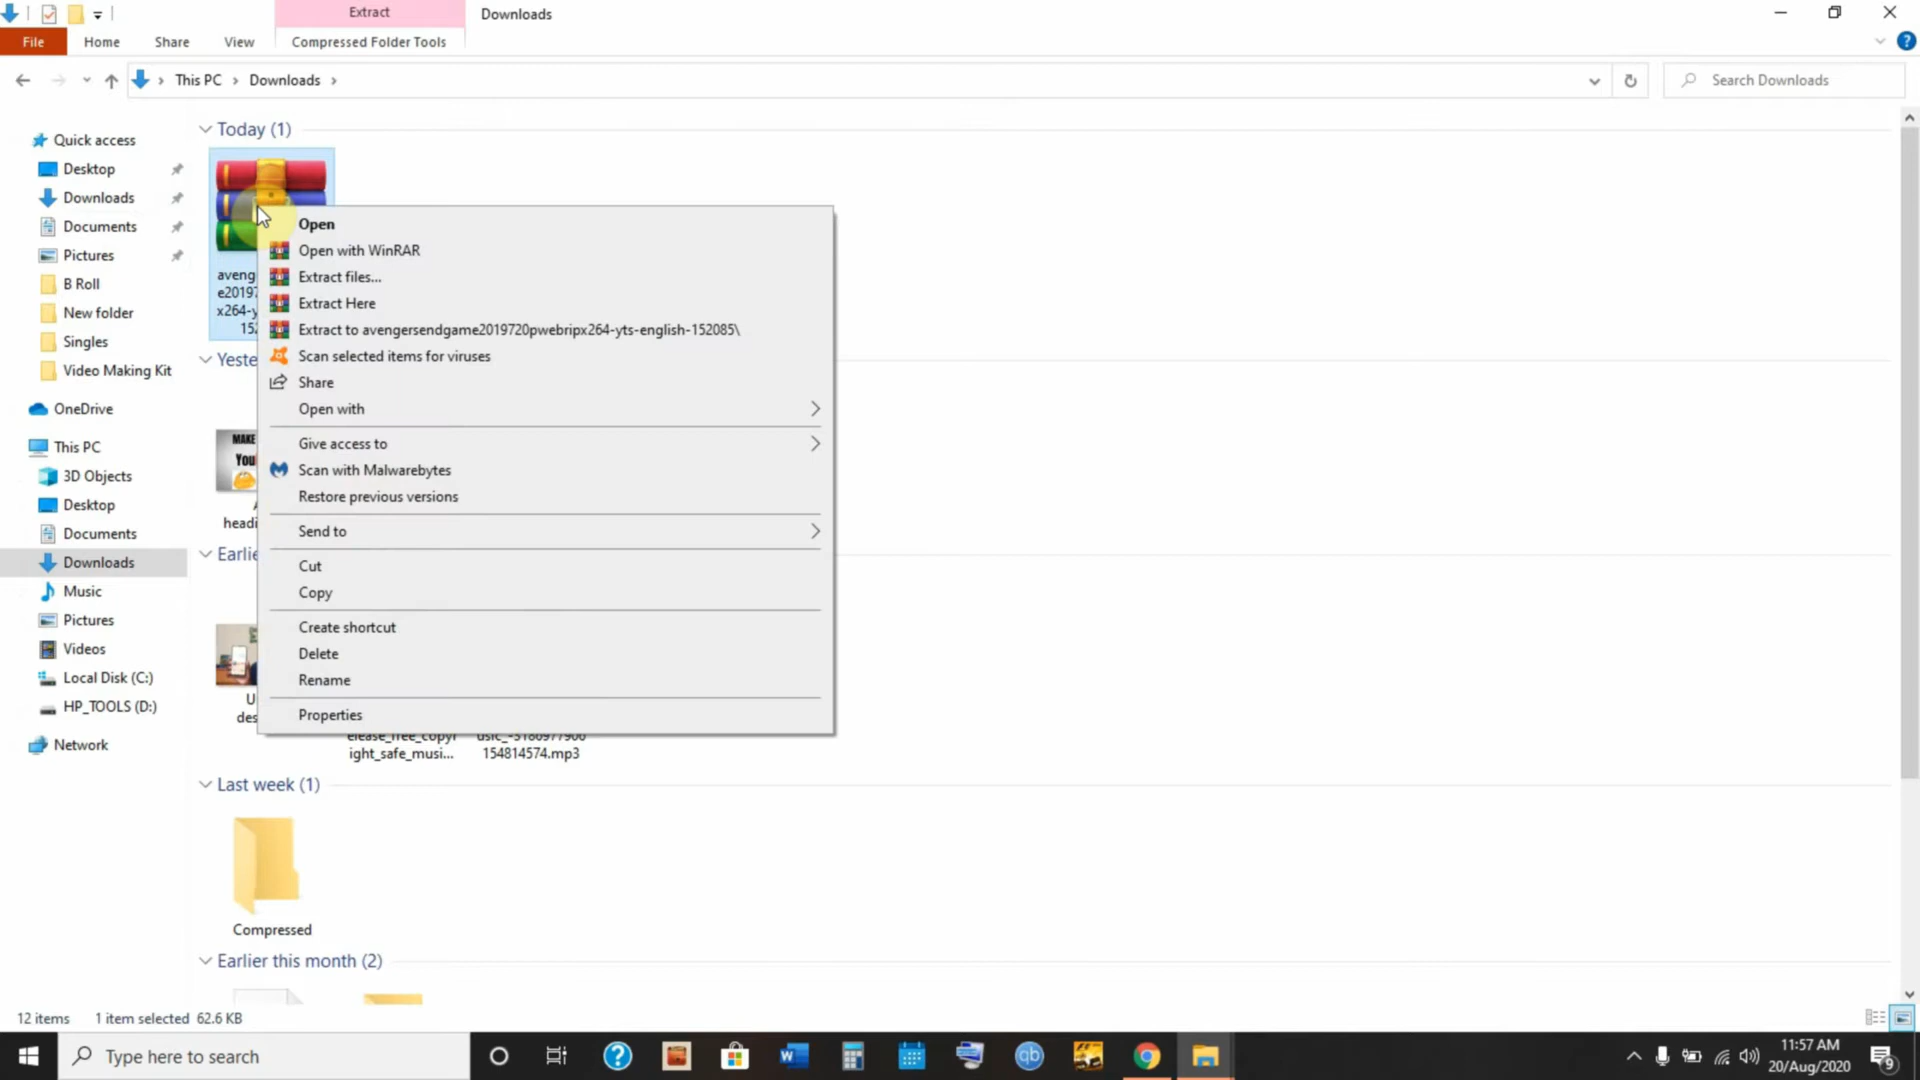 Extract
Downloads
File
Home
Share
View
Compressed Folder Tools
?
This PC
Downloads
Search Downloads
Quick access
Desktop
Downloads
Documents
Pictures
B Roll
New folder
Singles
Video Making Kit
OneDrive
This PC
3D Objects
Desktop
Documents
Downloads
Music
Pictures
Videos
Local Disk (C:)
HP_TOOLS (D:)
Network
Today (1)
aveng
e2019
x264-y
15
Yeste
MAKE
You
headi
Earlie
U
des
154814574.mp3
ight_safe_musi...
Last week (1)
Compressed
Earlier this month (2)
Open
Open with WinRAR
Extract files...
Extract Here
Extract to avengersendgame2019720pwebripx264-yts-english-152085\
Scan selected items for viruses
Share
Open with
Give access to
Scan with Malwarebytes
Restore previous versions
Send to
Cut
Copy
Create shortcut
Delete
Rename
Properties
12 items
1 item selected 62.6 KB
Type here to search
?
W
qb
11:57 AM
20/Aug/2020
9